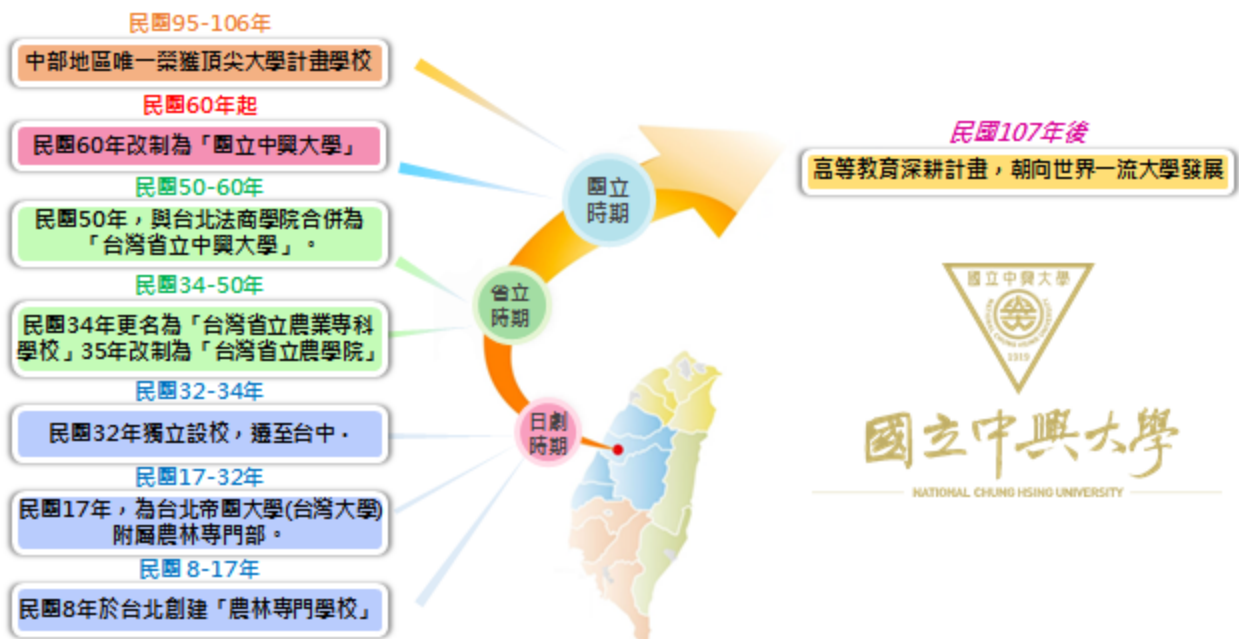 民國95-106年
中部地區唯一榮獲頂尖大學計畫學校
民國60年起
民國60年改制為「國立中興大學」
民國50-60年
民國50年，與台北法商學院合併為
「台灣省立中興大學」。
民國34-50年
民國34年更名為「台灣省立農業專科
學校」35年改制為「台灣省立農學院」
民國32-34年
民國32年獨立設校，遷至台中．
民國17-32年
民國17年，為台北帝國大學(台灣大學)
附屬農林專門部。
民國 8-17年
民國8年於台北創建「農林專門學校」
國立
時期
省立
時期
日劇
時期
民國107年後
高等教育深耕計畫，朝向世界一流大學發展
國立中興大學
NATIONAL CHUNG HSING UNIVERSITY
1919
國立中興大學
NATIONAL CHUNG HSING UNIVERSITY